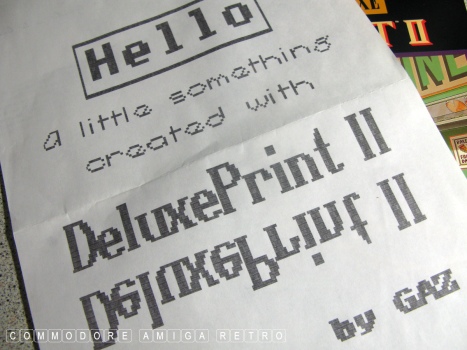 Hello
a little something
created with
DeluxePrint II
DeluxePrint II
by GAZ
COMMODORE AMIGA RETRO